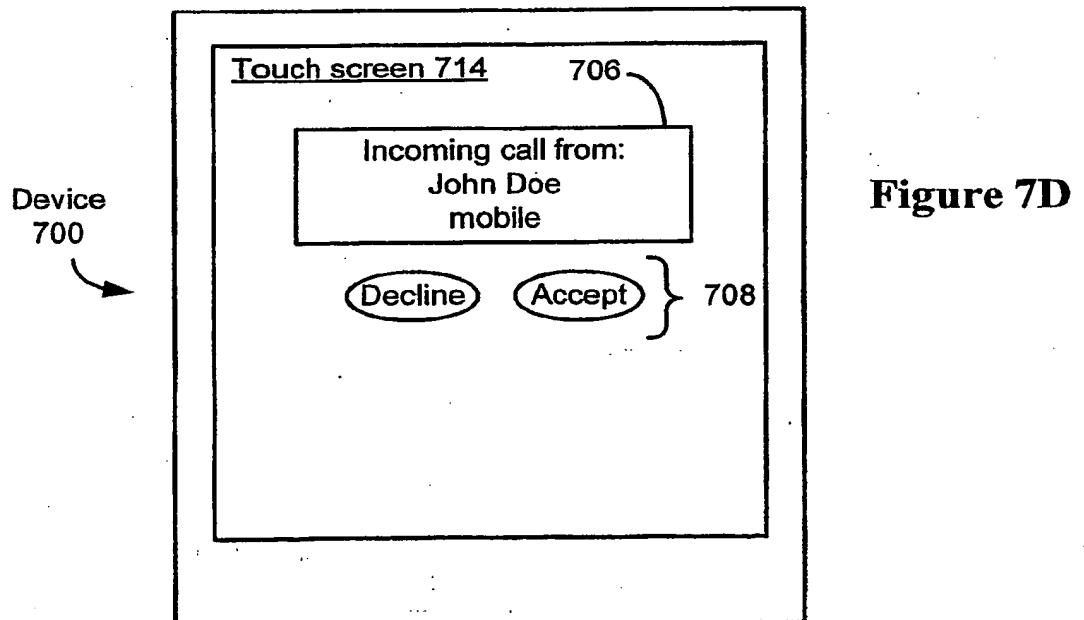 Touch screen 714
706
Incoming call from:
John Doe
mobile
Device
700
Decline
Accept
708
Figure 7D